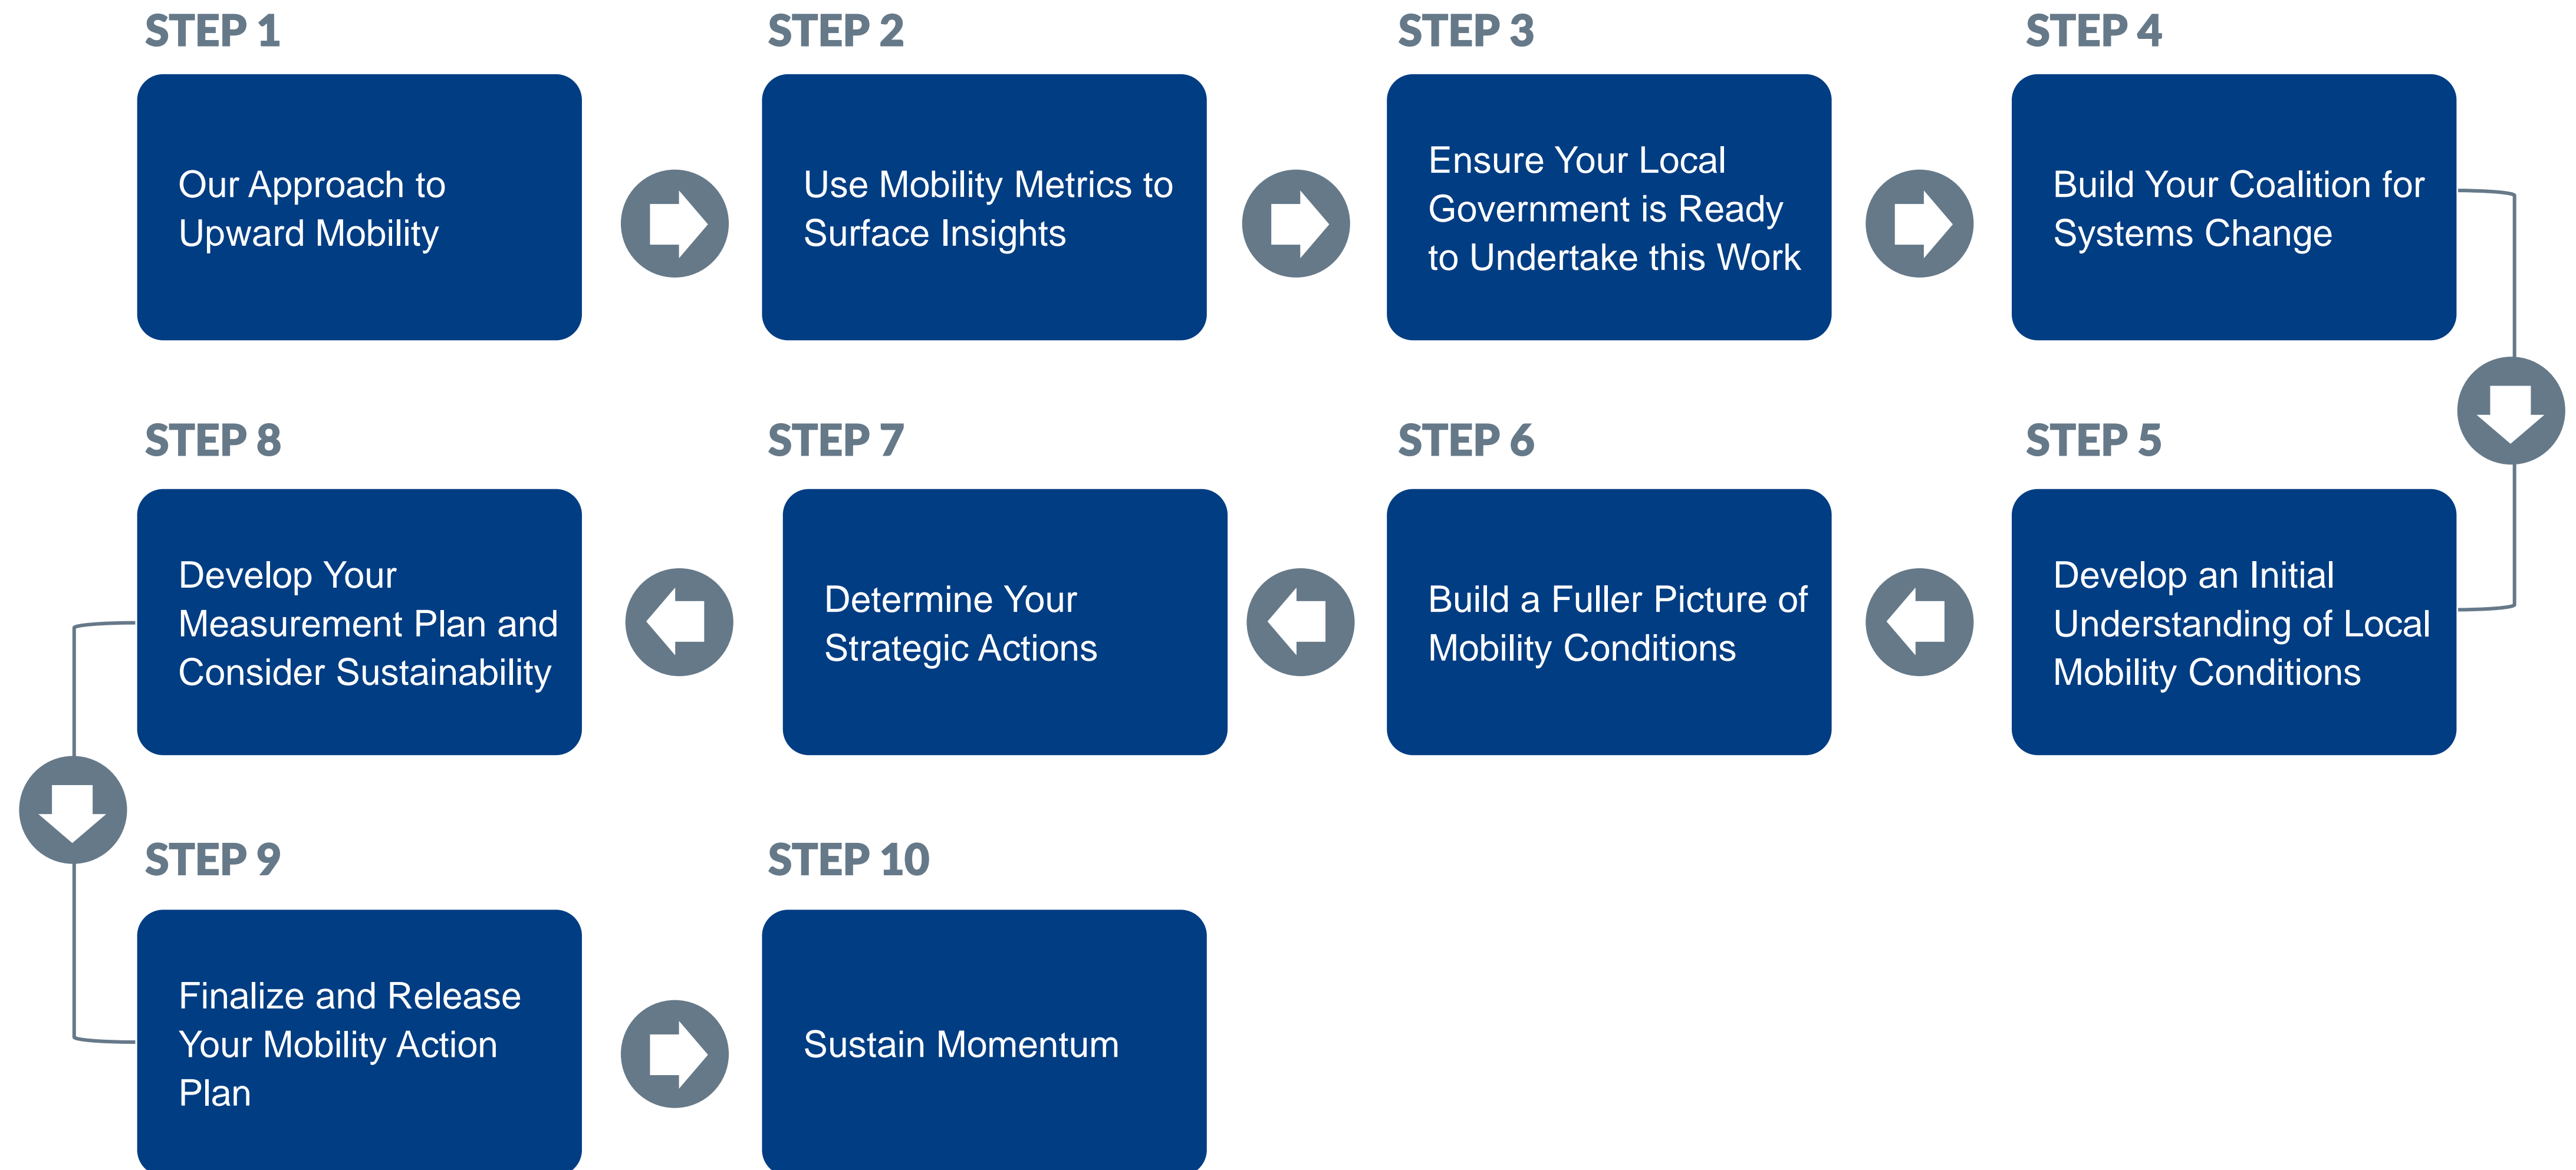 STEP 1
Our Approach to
Upward Mobility
STEP 2
Use Mobility Metrics to
Surface Insights
STEP 3
Ensure Your Local
Government is Ready
to Undertake this Work
STEP 4
Build Your Coalition for
Systems Change
STEP 5
Develop an Initial
Understanding of Local
Mobility Conditions
STEP 6
Build a Fuller Picture of
Mobility Conditions
STEP 7
Determine Your
Strategic Actions
STEP 8
Develop Your
Measurement Plan and
Consider Sustainability
STEP 9
Finalize and Release
Your Mobility Action
Plan
STEP 10
Sustain Momentum